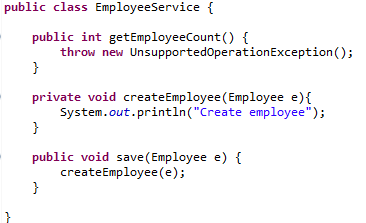 public class EmployeeService {
public int getEmployeeCount() {
throw new UnsupportedOperationException();
}
private void createEmployee(Employee e){
System.out.println("Create employee");
}
public void save(Employee e) {
createEmployee(e);
}
}